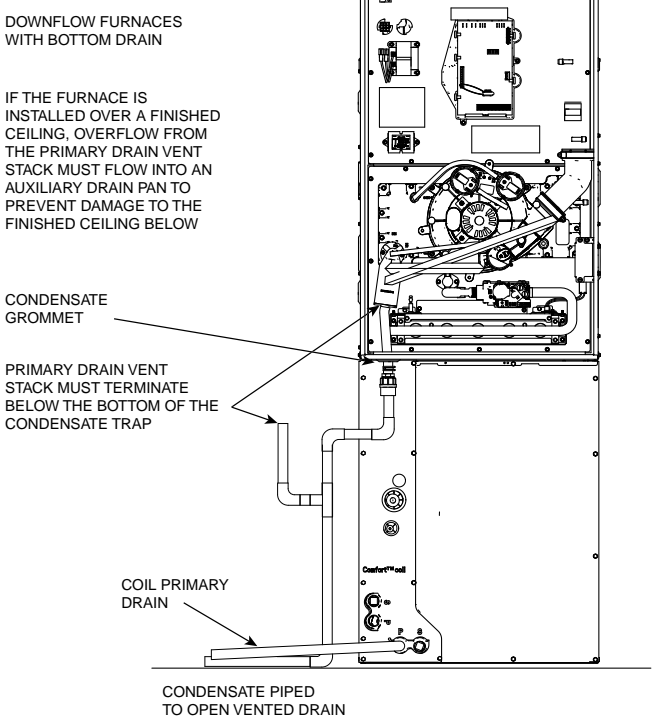 DOWNFLOW FURNACES
WITH BOTTOM DRAIN
IF THE FURNACE IS
INSTALLED OVER A FINISHED
CEILING, OVERFLOW FROM
THE PRIMARY DRAIN VENT
STACK MUST FLOW INTO AN
AUXILIARY DRAIN PAN TO
PREVENT DAMAGE TO THE
FINISHED CEILING BELOW
CONDENSATE
GROMMET
PRIMARY DRAIN VENT
STACK MUST TERMINATE
BELOW THE BOTTOM OF THE
CONDENSATE TRAP
Comfort™ coil
COIL PRIMARY
DRAIN
P S
CONDENSATE PIPED
TO OPEN VENTED DRAIN